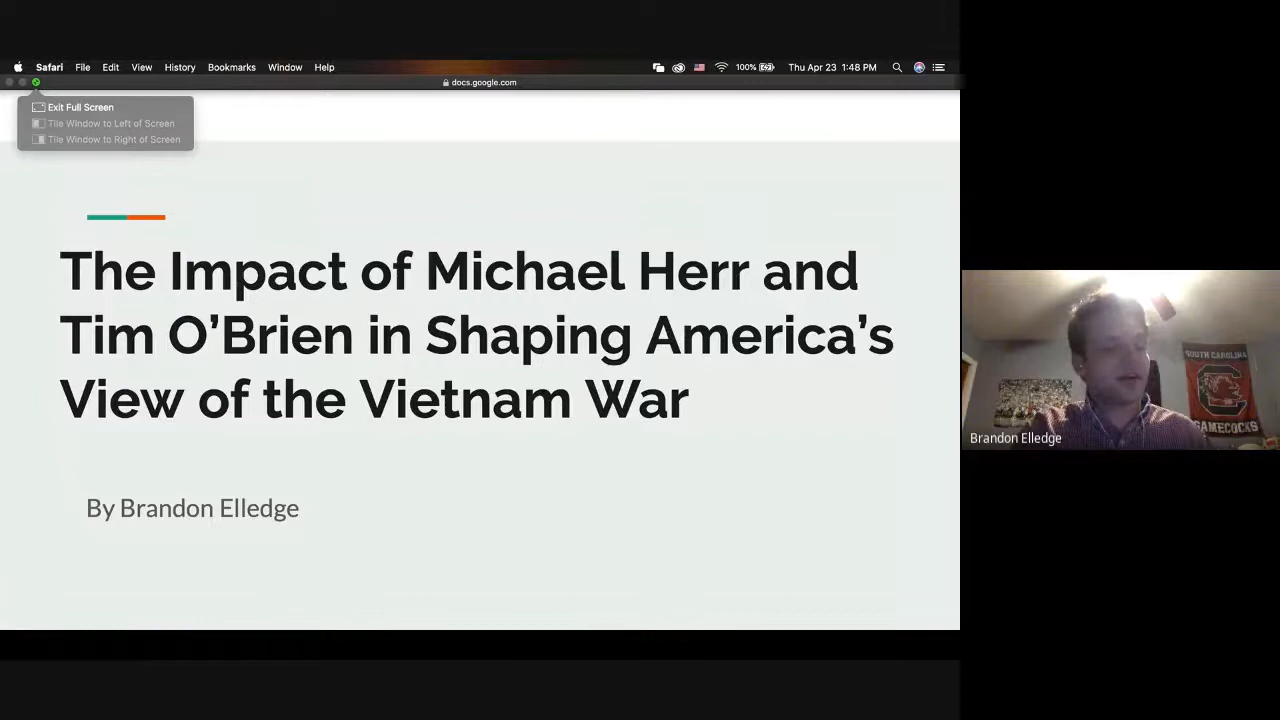 Safari File Edit View History Bookmarks Window Help 100% Thu Apr 23 1:48 PM
docs.google.com
Exit Full Screen
Tile Window to Left of Screen
Tile Window to Right of Screen
The Impact of Michael Herr and
Tim O’Brien in Shaping America’s
View of the Vietnam War
By Brandon Elledge
SOUTH CAROLINA
C
GAMECOCKS
Brandon Elledge